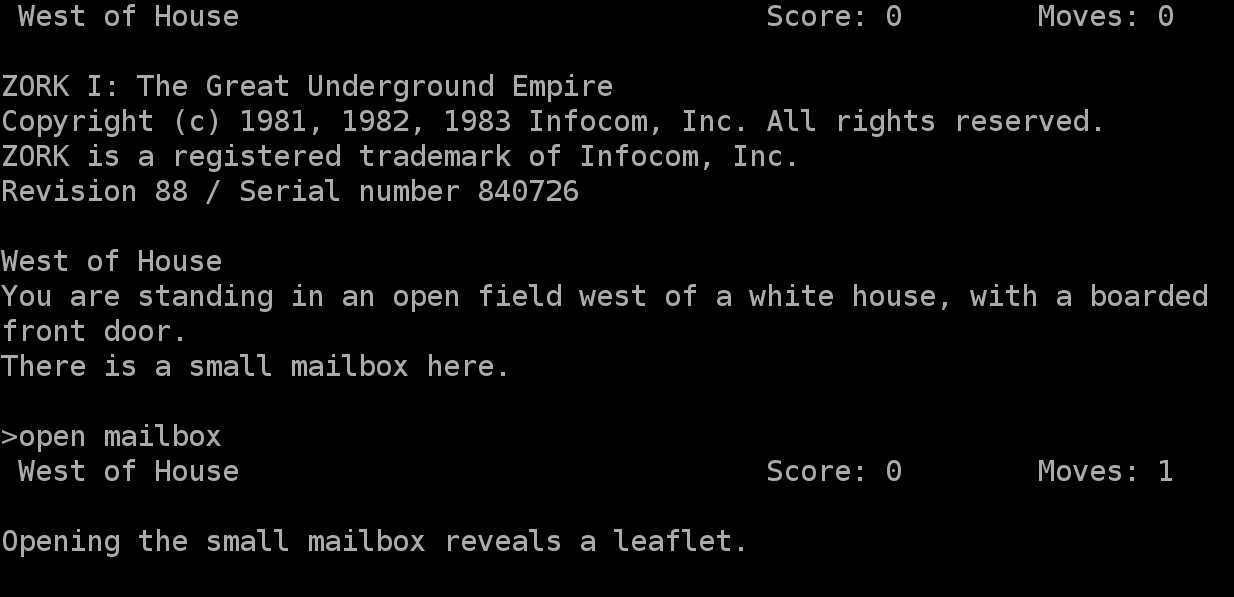 West of House Score: 0 Moves: 0
ZORK I: The Great Underground Empire
Copyright (c) 1981, 1982, 1983 Infocom, Inc. All rights reserved.
ZORK is a registered trademark of Infocom, Inc.
Revision 88 / Serial number 840726
West of House
You are standing in an open field west of a white house, with a boarded
front door.
There is a small mailbox here.
>open mailbox
West of House Score: 0 Moves: 1
Opening the small mailbox reveals a leaflet.